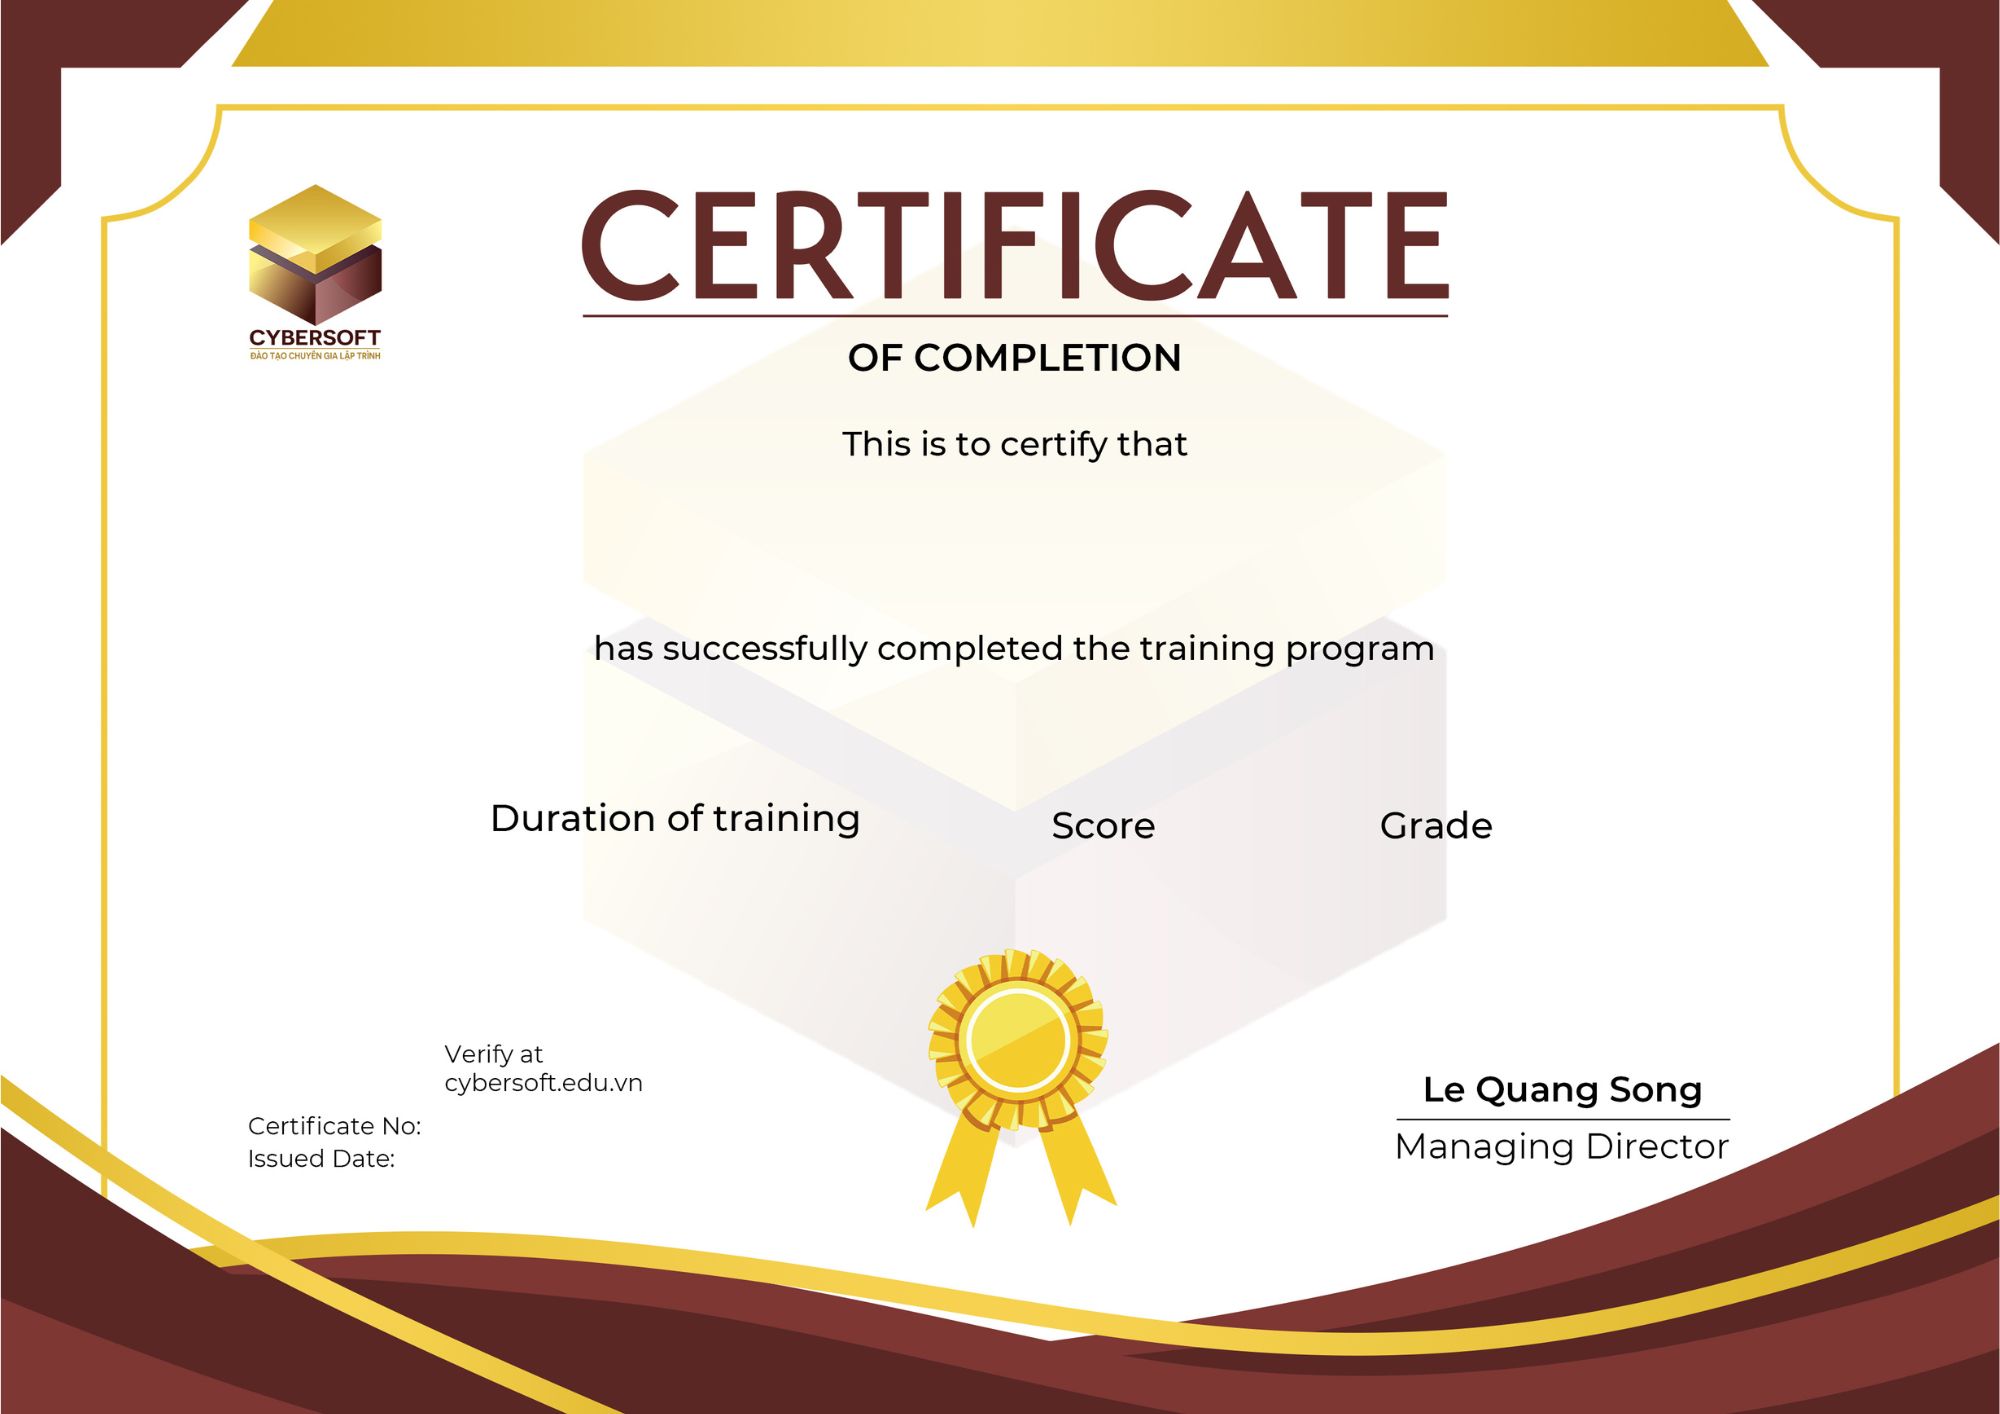 CERTIFICATE
CYBERSOFT
ĐÀO TẠO CHUYÊN GIA LẬP TRÌNH
OF COMPLETION
This is to certify that
has successfully completed the training program
Duration of training
Score
Grade
Verify at
cybersoft.edu.vn
Certificate No:
Issued Date:
Le Quang Song
Managing Director